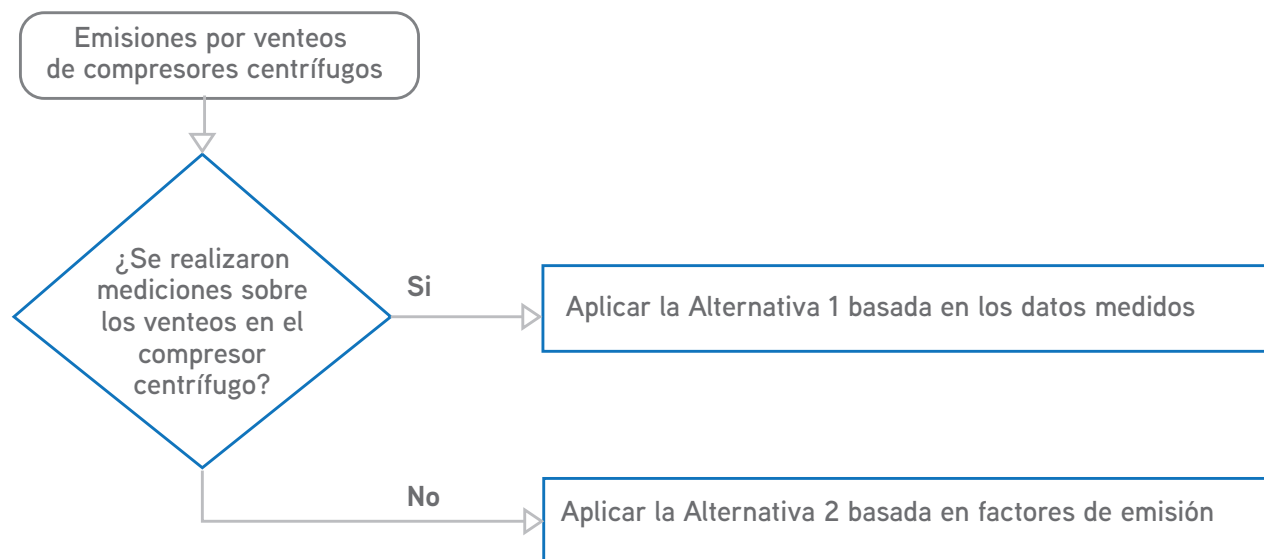 Emisiones por venteos
de compresores centrífugos
¿Se realizaron
mediciones sobre
los venteos en el
compresor
centrífugo?
Si
Aplicar la Alternativa 1 basada en los datos medidos
No
Aplicar la Alternativa 2 basada en factores de emisión